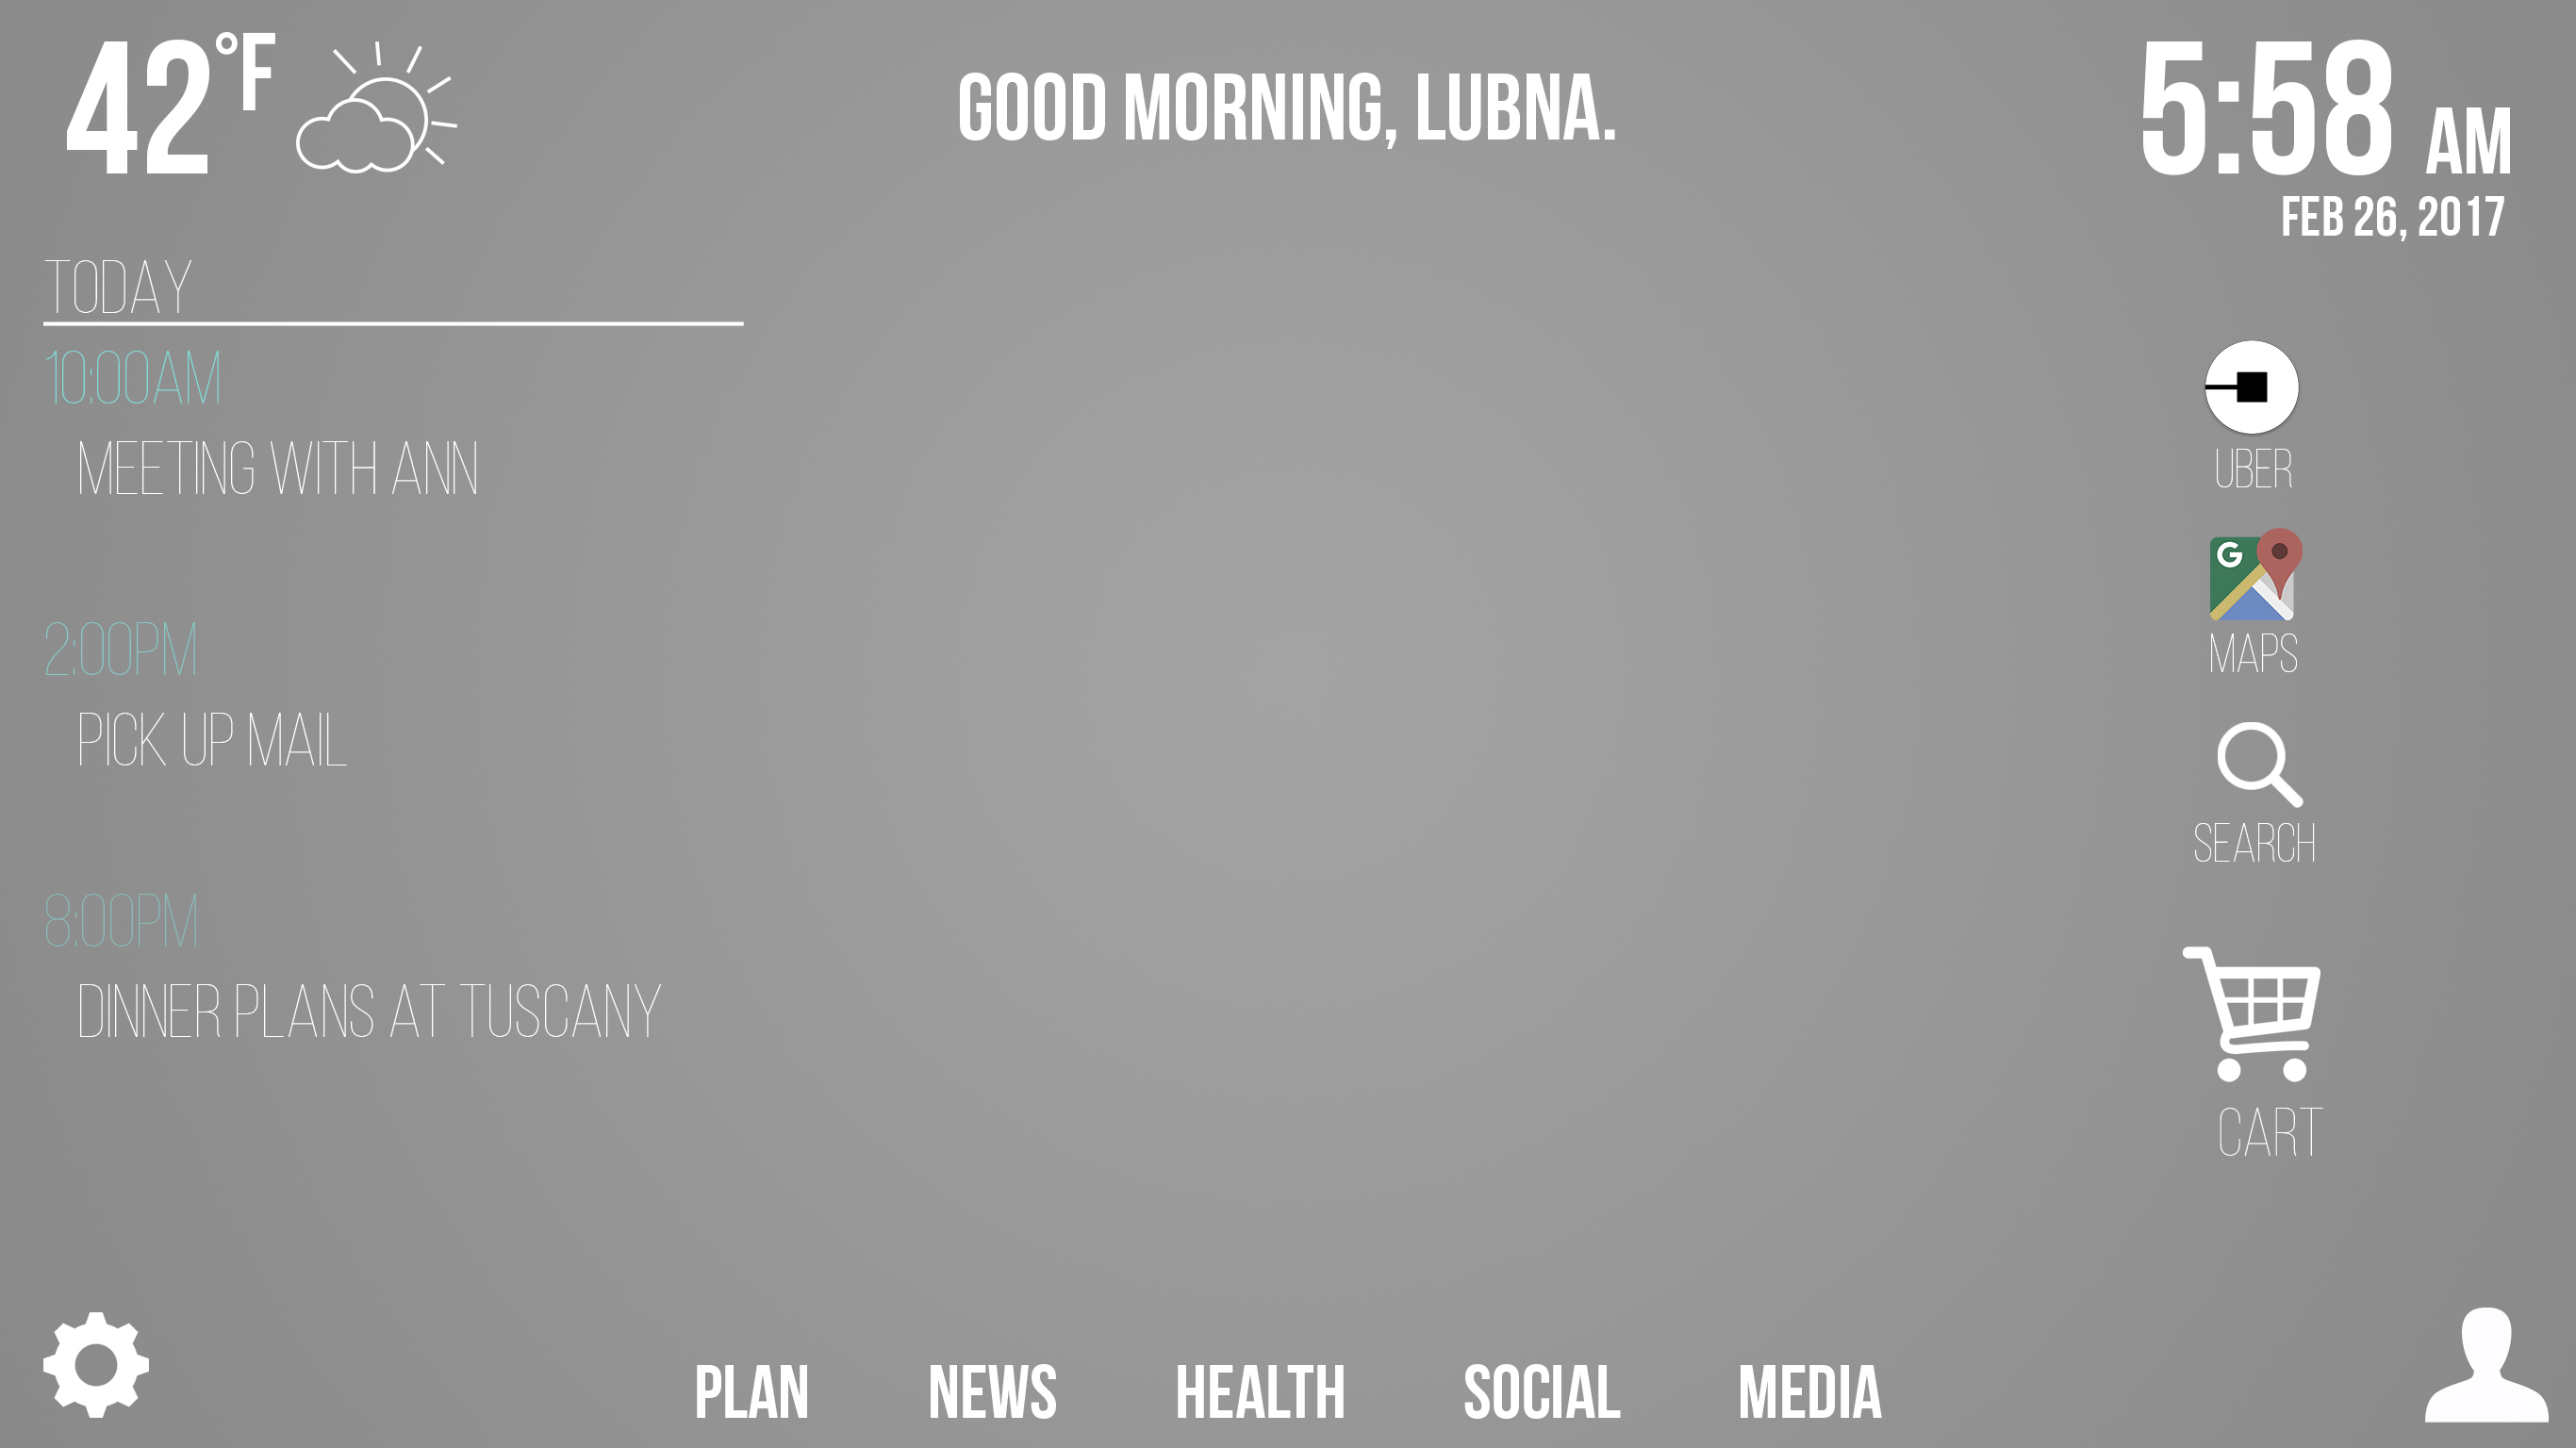 42°F
GOOD MORNING, LUBNA.
5:58 AM
FEB 26, 2017
TODAY
10:00AM
MEETING WITH ANN
2:00PM
PICK UP MAIL
8:00PM
DINNER PLANS AT TUSCANY
UBER
G
MAPS
SEARCH
CART
PLAN NEWS HEALTH SOCIAL MEDIA